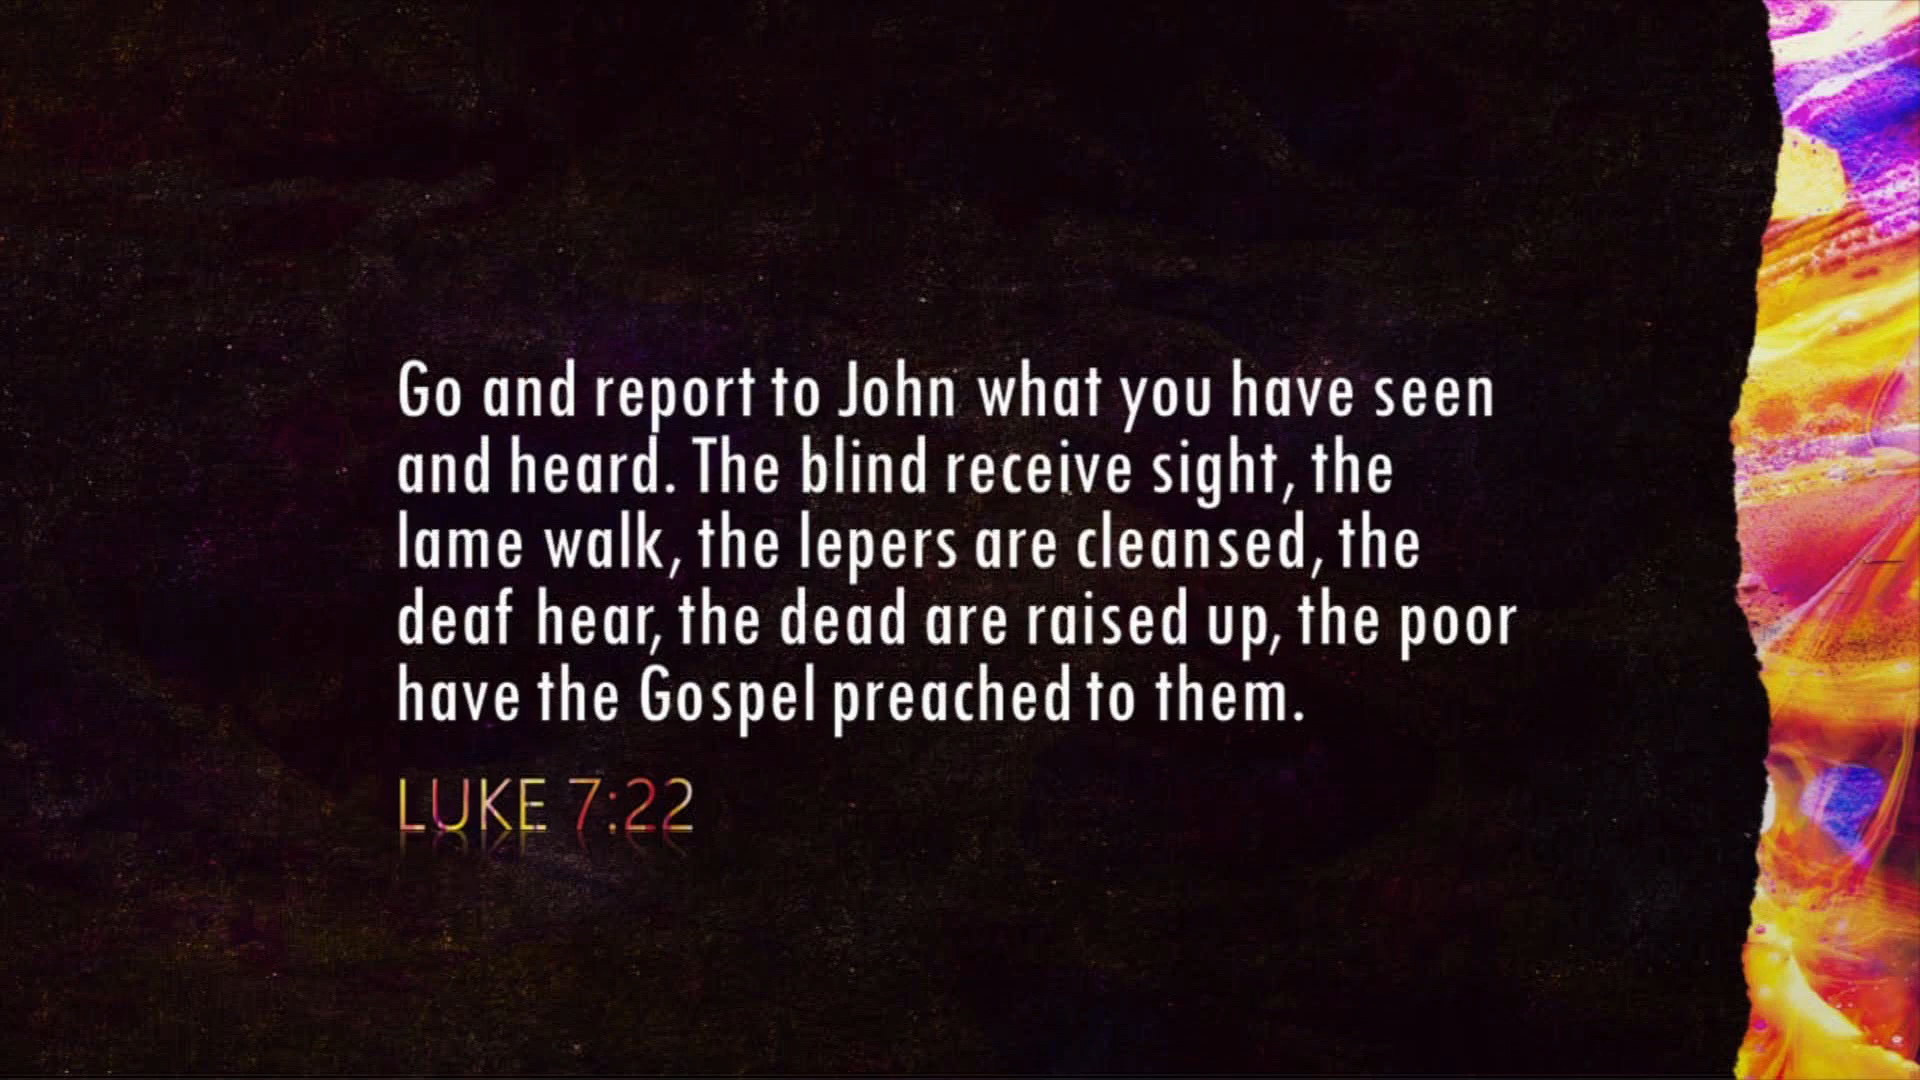 Go and report to John what you have seen
and heard. The blind receive sight, the
lame walk, the lepers are cleansed, the
deaf hear, the dead are raised up, the poor
have the Gospel preached to them.
LUKE 7:22